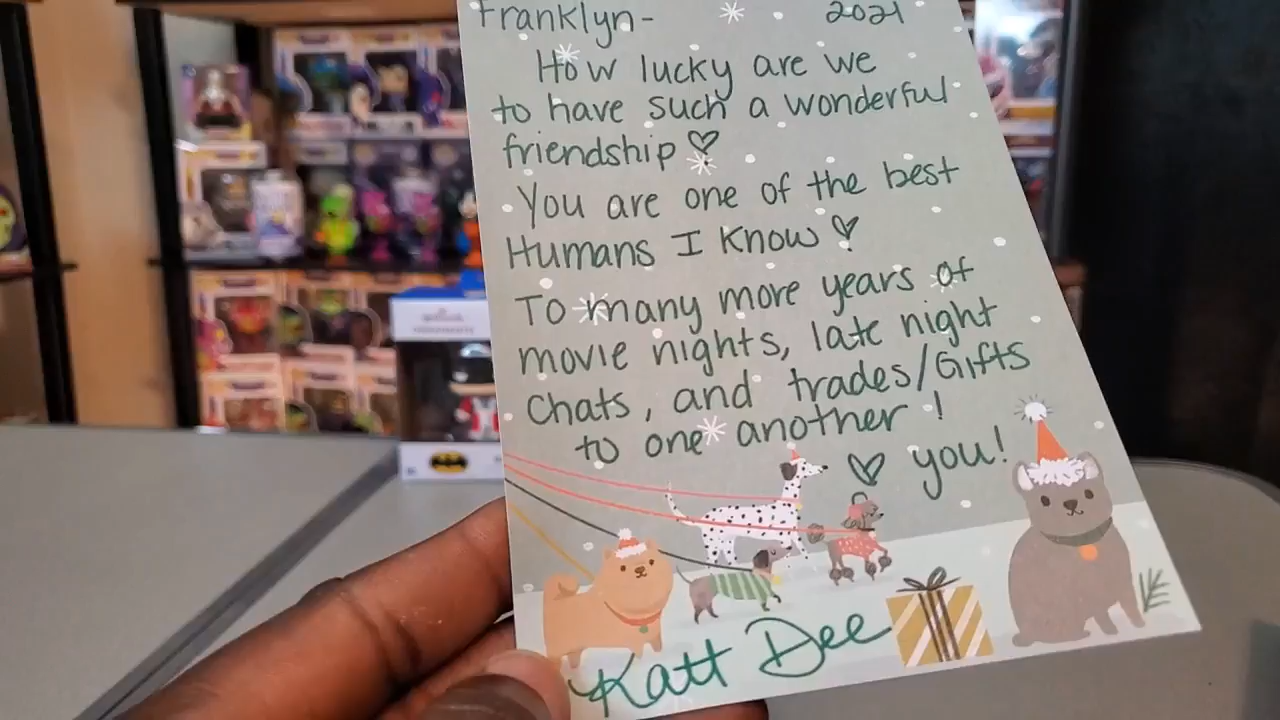 Franklyn- 2021
How lucky are we
to have such a wonderful
friendship ♡
You are one of the best
Humans I Know ♡
To many more years of
movie nights, late night
Chats, and trades/Gifts
to one another!
♡ you!
Katt Dee